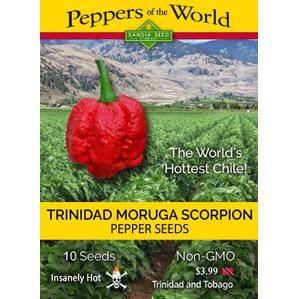 Peppers of the World
SANDIA SEED
The World's
Hottest Chile!
TRINIDAD MORUGA SCORPION
PEPPER SEEDS
10 Seeds
Non-GMO
$3.99
Insanely Hot
Trinidad and Tobago